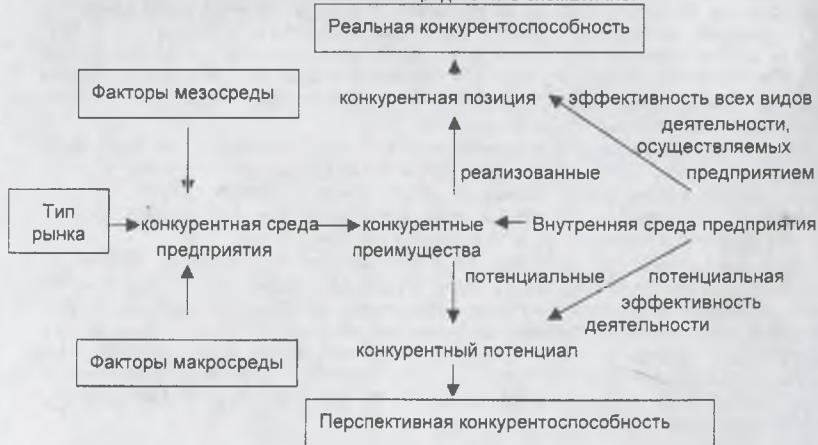 Реальная конкурентоспособность
Факторы мезосреды
конкурентная позиция
эффективность всех видов
деятельности,
осуществляемых
предприятием
реализованные
Тип
рынка
конкурентная среда
предприятия
конкурентные
преимущества
Внутренняя среда предприятия
потенциальные
потенциальная
эффективность
деятельности
Факторы макросреды
конкурентный потенциал
Перспективная конкурентоспособность